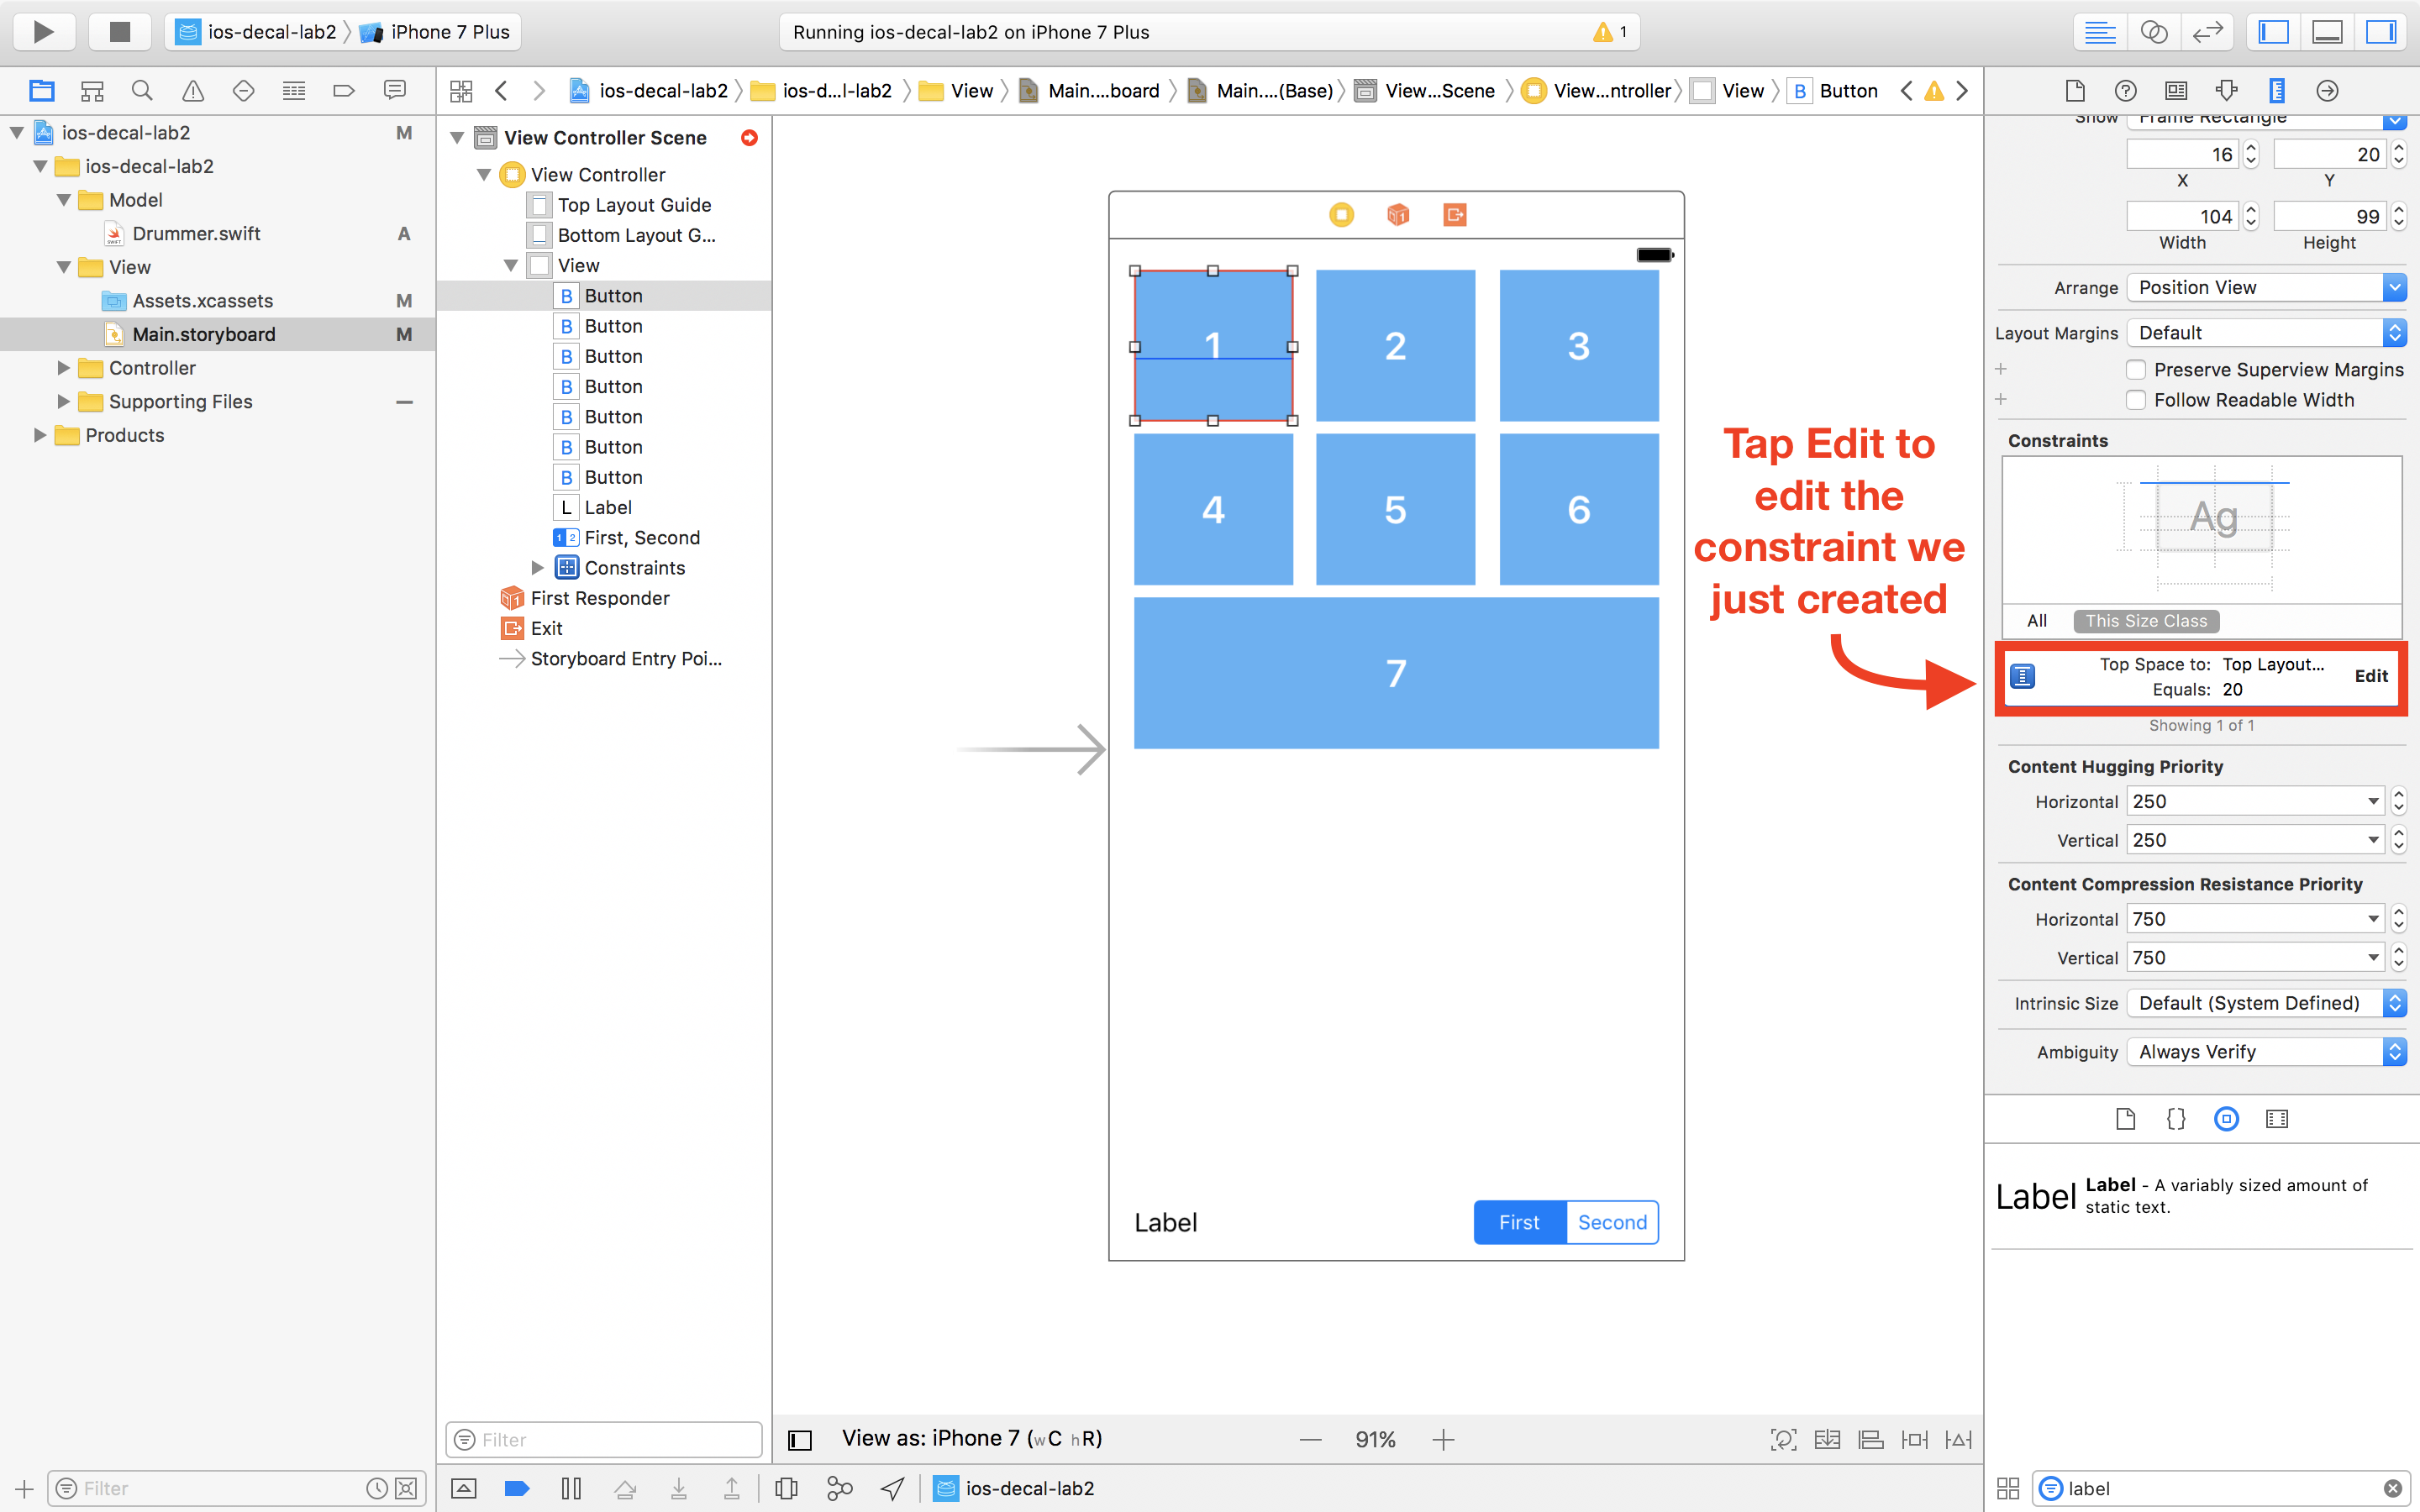 ios-decal-lab2 iPhone 7 Plus
Running ios-decal-lab2 on iPhone 7 Plus 1
ios-decal-lab2 ios-d...l-lab2 View Main....board Main....(Base) View...Scene View...ntroller View B Button
ios-decal-lab2 M
ios-decal-lab2
Model
Drummer.swift A
View
Assets.xcassets M
Main.storyboard M
Controller
Supporting Files
Products
View Controller Scene
View Controller
Top Layout Guide
Bottom Layout G...
View
B Button
B Button
B Button
B Button
B Button
B Button
B Button
L Label
1 2 First, Second
Constraints
First Responder
Exit
Storyboard Entry Poi...
1 2 3
4 5 6
7
Label First Second
Tap Edit to
edit the
constraint we
just created
Show Frame Rectangle
16 20
X Y
104 99
Width Height
Arrange Position View
Layout Margins Default
Preserve Superview Margins
Follow Readable Width
Constraints
Ag
All This Size Class
Top Space to: Top Layout...
Equals: 20
Edit
Showing 1 of 1
Content Hugging Priority
Horizontal 250
Vertical 250
Content Compression Resistance Priority
Horizontal 750
Vertical 750
Intrinsic Size Default (System Defined)
Ambiguity Always Verify
{}
Label Label - A variably sized amount of
static text.
Filter
View as: iPhone 7 (wC hR)
91%
Filter
ios-decal-lab2
label